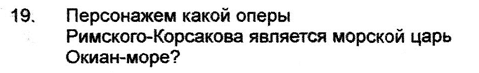 19. Персонажем какой оперы
Римского-Корсакова является морской царь
Окиан-море?